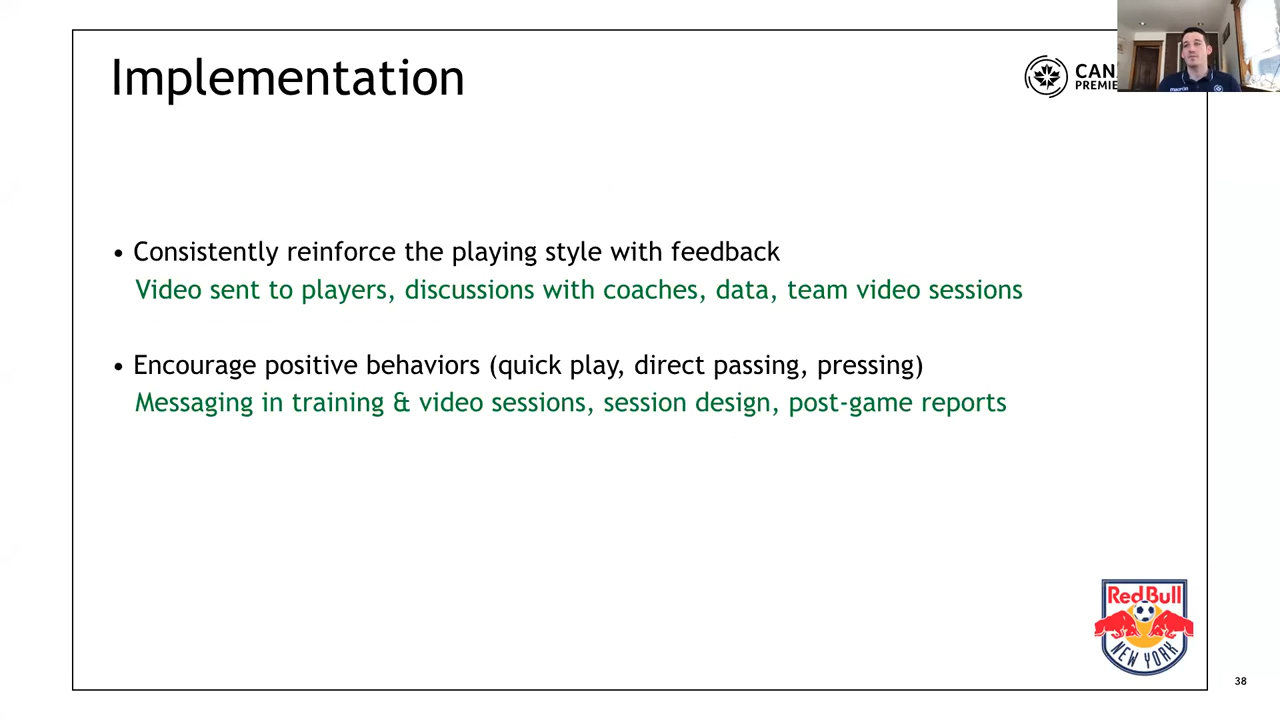 Implementation
CAN
PREMIE
• Consistently reinforce the playing style with feedback
Video sent to players, discussions with coaches, data, team video sessions
• Encourage positive behaviors (quick play, direct passing, pressing)
Messaging in training & video sessions, session design, post-game reports
Red Bull
NEW YORK
38